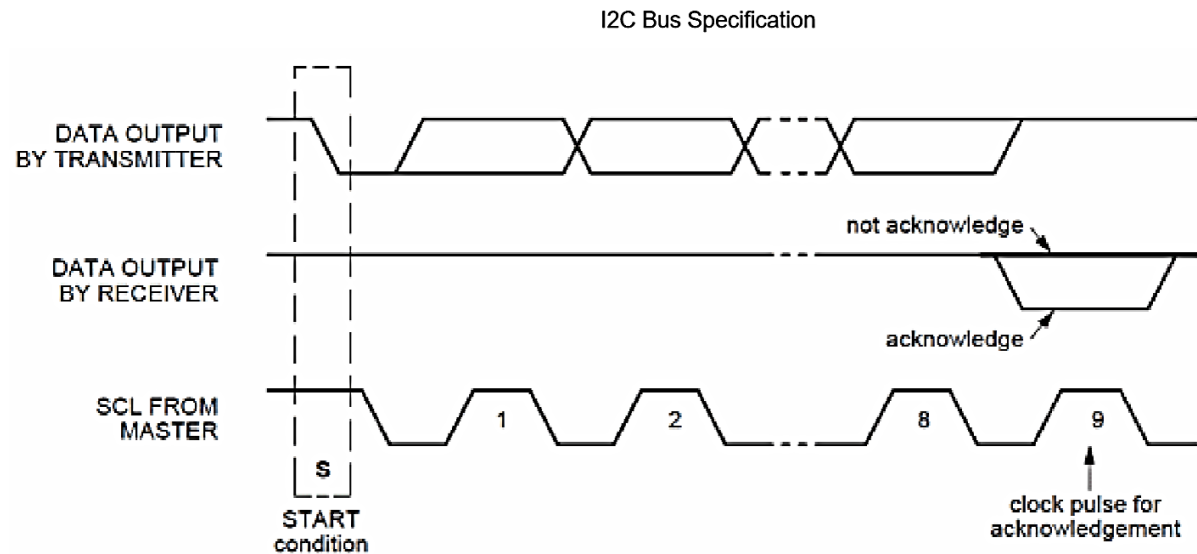 I2C Bus Specification
DATA OUTPUT
BY TRANSMITTER
not acknowledge
DATA OUTPUT
BY RECEIVER
acknowledge
SCL FROM
MASTER
1
2
8
9
S
START
condition
clock pulse for
acknowledgement